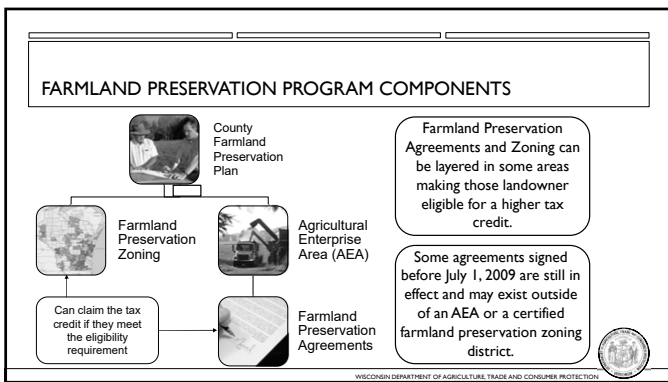 FARMLAND PRESERVATION PROGRAM COMPONENTS
County
Farmland
Preservation
Plan
Farmland
Preservation
Zoning
Agricultural
Enterprise
Area (AEA)
Can claim the tax
credit if they meet
the eligibility
requirement
Farmland
Preservation
Agreements
Farmland Preservation
Agreements and Zoning can
be layered in some areas
making those landowner
eligible for a higher tax
credit.
Some agreements signed
before July 1, 2009 are still in
effect and may exist outside
of an AEA or a certified
farmland preservation zoning
district.
WISCONSIN DEPARTMENT OF AGRICULTURE, TRADE AND CONSUMER PROTECTION